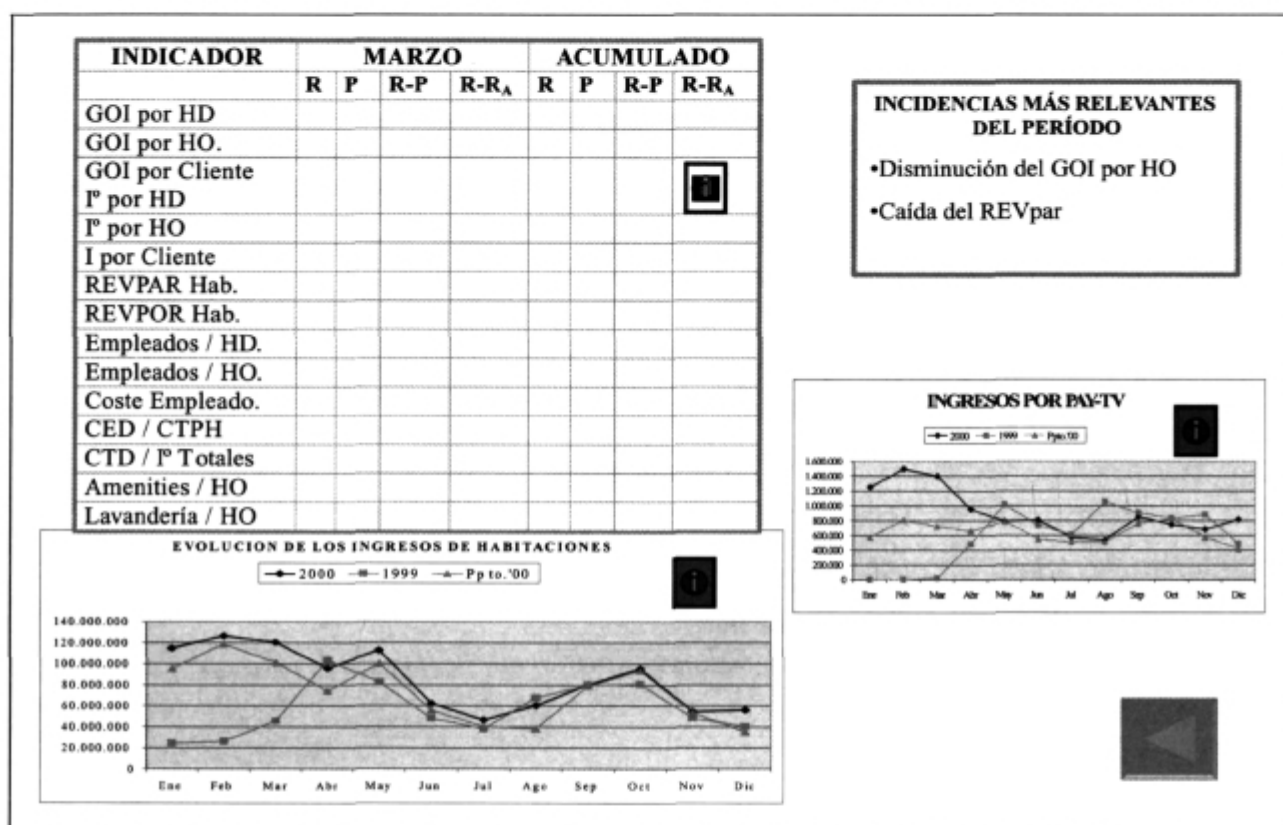 INDICADOR MARZO ACUMULADO
R P R-P R-RA R P R-P R-RA
GOI por HD
GOI por HO.
GOI por Cliente
Iº por HD
Iº por HO
I por Cliente
REVPAR Hab.
REVPOR Hab.
Empleados / HD.
Empleados / HO.
Coste Empleado.
CED / CTPH
CTD / Iº Totales
Amenities / HO
Lavandería / HO
i
INCIDENCIAS MÁS RELEVANTES
DEL PERÍODO
•Disminución del GOI por HO
•Caída del REVpar
INGRESOS POR PAY-TV
i
2000 1999 Ppto.'00
1.600.000
1.400.000
1.200.000
1.000.000
800.000
600.000
400.000
200.000
0
Ene Feb Mar Abr May Jun Jul Ago Sep Oct Nov Dic
EVOLUCION DE LOS INGRESOS DE HABITACIONES
i
2000 1999 Ppto.'00
140.000.000
120.000.000
100.000.000
80.000.000
60.000.000
40.000.000
20.000.000
0
Ene Feb Mar Abr May Jun Jul Ago Sep Oct Nov Dic